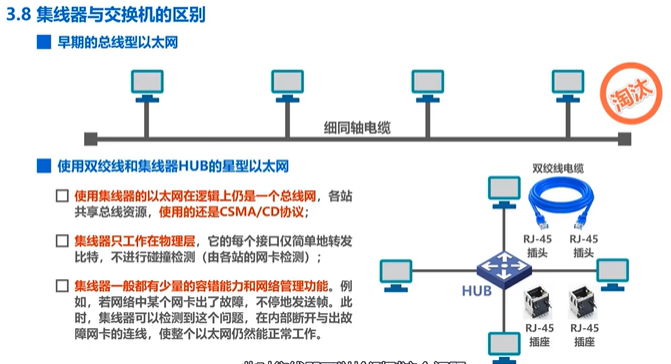 3.8 集线器与交换机的区别
早期的总线型以太网
淘汰
细同轴电缆
使用双绞线和集线器HUB的星型以太网
使用集线器的以太网在逻辑上仍是一个总线网，各站
共享总线资源，使用的还是CSMA/CD协议；
集线器只工作在物理层，它的每个接口仅简单地转发
比特，不进行碰撞检测（由各站的网卡检测）；
集线器一般都有少量的容错能力和网络管理功能。例
如，若网络中某个网卡出了故障，不停地发送帧。此
时，集线器可以检测到这个问题，在内部断开与出故
障网卡的连线，使整个以太网仍然能正常工作。
双绞线电缆
RJ-45
插头
RJ-45
插头
HUB
RJ-45
插座
RJ-45
插座